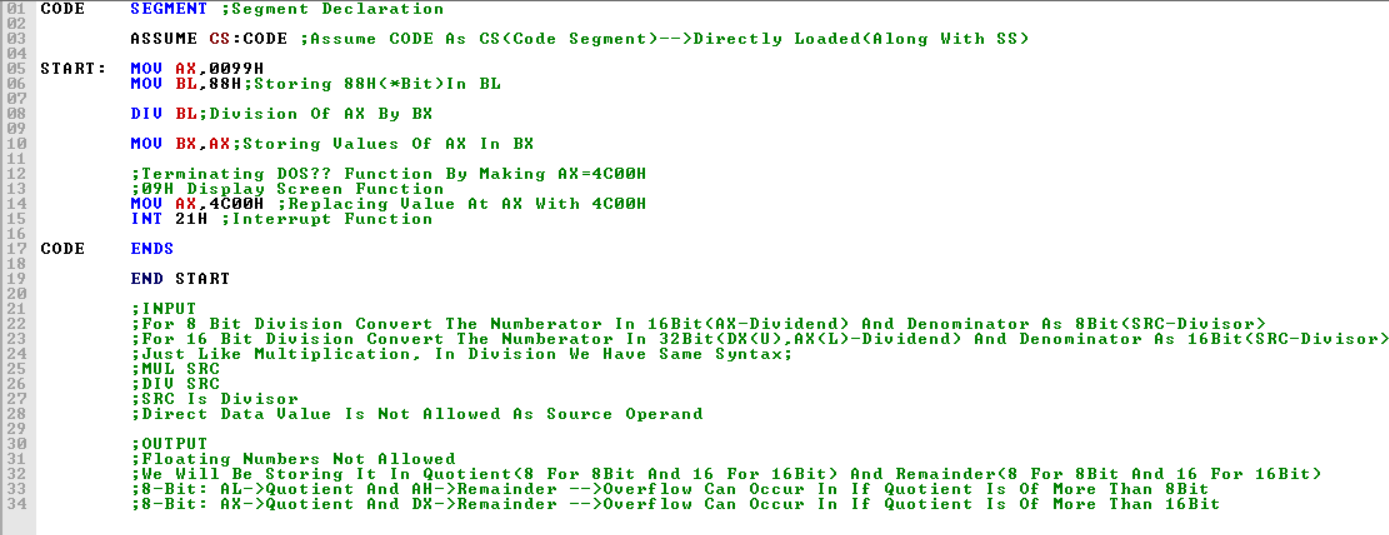 01 CODE SEGMENT ;Segment Declaration
02
03 ASSUME CS:CODE ;Assume CODE As CS(Code Segment)-->Directly Loaded(Along With SS)
04
05 START: MOV AX,0099H
06 MOV BL,88H;Storing 88H(*Bit)In BL
07
08 DIV BL;Division Of AX By BX
09
10 MOV BX,AX;Storing Values Of AX In BX
11
12 ;Terminating DOS?? Function By Making AX=4C00H
13 ;09H Display Screen Function
14 MOV AX,4C00H ;Replacing Value At AX With 4C00H
15 INT 21H ;Interrupt Function
16
17 CODE ENDS
18
19 END START
20
21 ;INPUT
22 ;For 8 Bit Division Convert The Numberator In 16Bit(AX-Dividend) And Denominator As 8Bit(SRC-Divisor)
23 ;For 16 Bit Division Convert The Numberator In 32Bit(DX(U),AX(L)-Dividend) And Denominator As 16Bit(SRC-Divisor)
24 ;Just Like Multiplication, In Division We Have Same Syntax;
25 ;MUL SRC
26 ;DIV SRC
27 ;SRC Is Divisor
28 ;Direct Data Value Is Not Allowed As Source Operand
29
30 ;OUTPUT
31 ;Floating Numbers Not Allowed
32 ;We Will Be Storing It In Quotient(8 For 8Bit And 16 For 16Bit) And Remainder(8 For 8Bit And 16 For 16Bit)
33 ;8-Bit: AL->Quotient And AH->Remainder -->Overflow Can Occur In If Quotient Is Of More Than 8Bit
34 ;8-Bit: AX->Quotient And DX->Remainder -->Overflow Can Occur In If Quotient Is Of More Than 16Bit